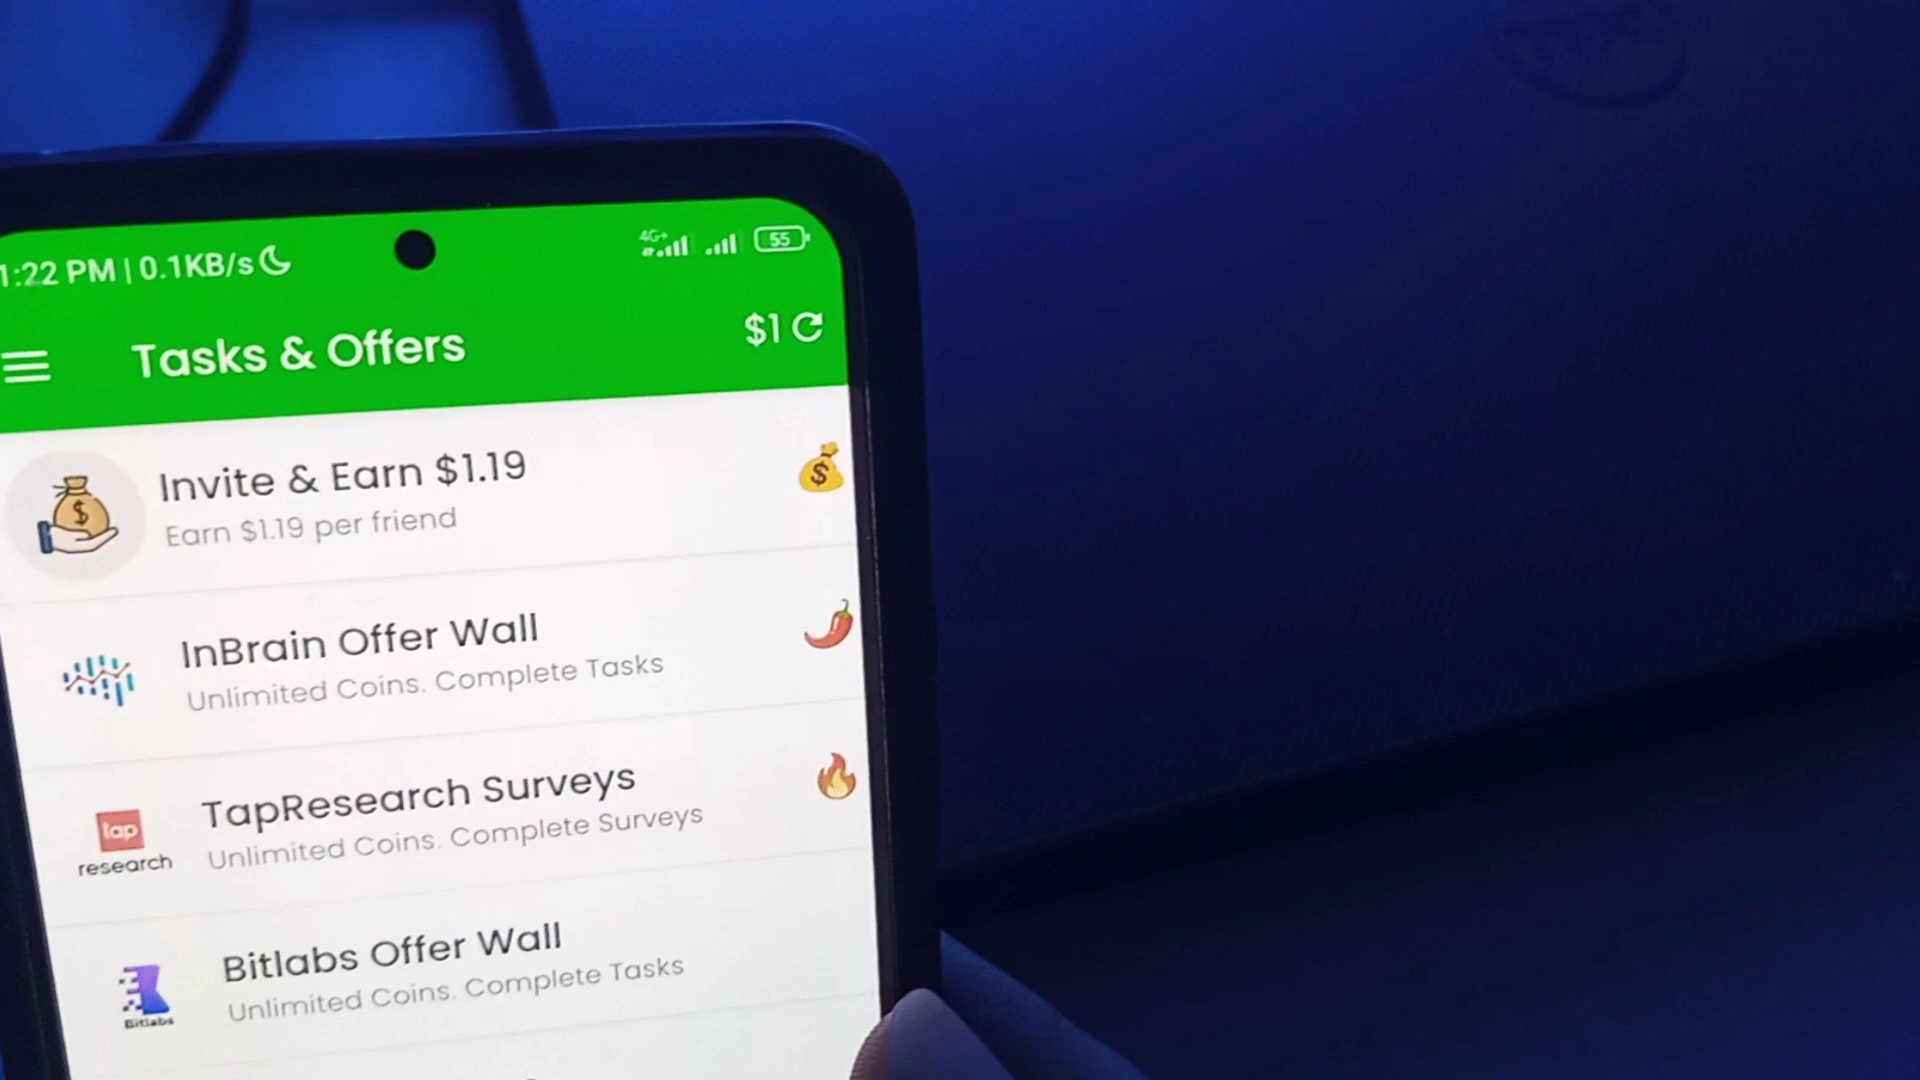 1:22 PM | 0.1KB/s
4G+
55
Tasks & Offers
$1
Invite & Earn $1.19
Earn $1.19 per friend
InBrain Offer Wall
Unlimited Coins. Complete Tasks
tap
research
TapResearch Surveys
Unlimited Coins. Complete Surveys
Bitlabs
Bitlabs Offer Wall
Unlimited Coins. Complete Tasks